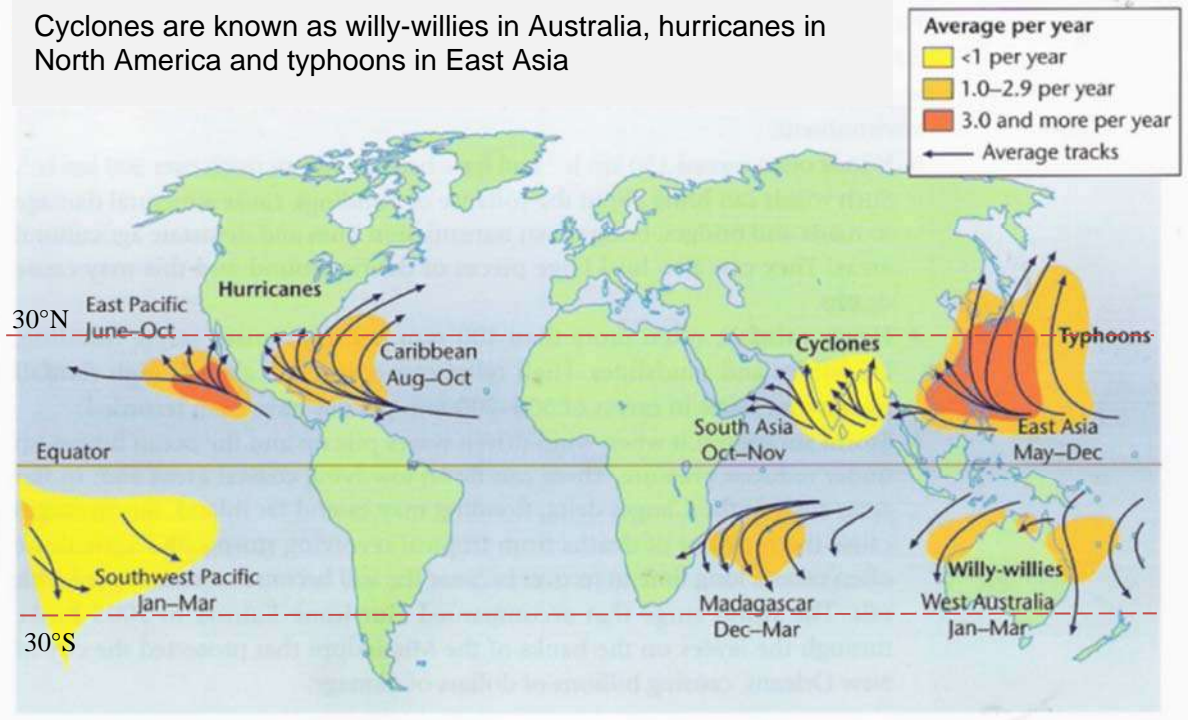 Cyclones are known as willy-willies in Australia, hurricanes in
North America and typhoons in East Asia
Average per year
<1 per year
1.0–2.9 per year
3.0 and more per year
Average tracks
Hurricanes
East Pacific
June–Oct
30°N
Caribbean
Aug–Oct
Cyclones
Typhoons
South Asia
Oct–Nov
East Asia
May–Dec
Equator
Southwest Pacific
Jan–Mar
30°S
Madagascar
Dec–Mar
Willy-willies
West Australia
Jan–Mar